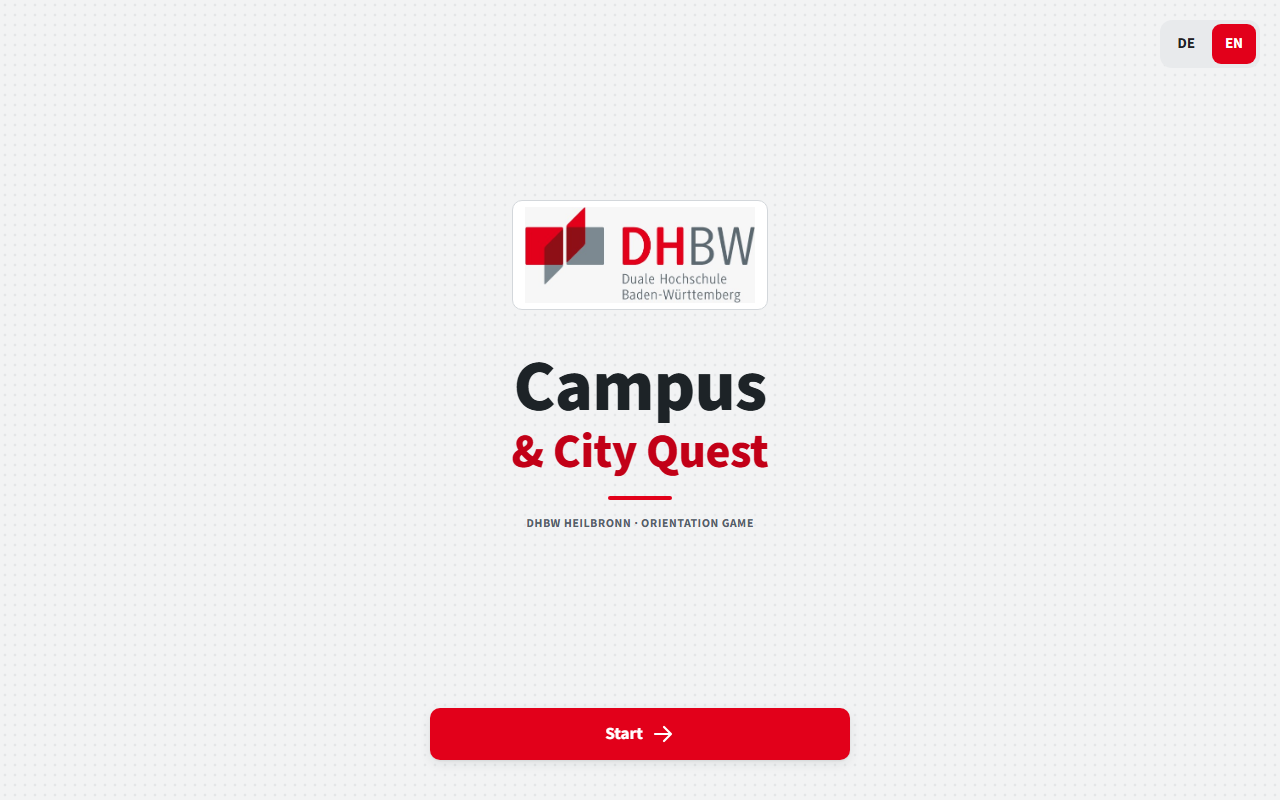 DE EN
DHBW
Duale Hochschule
Baden-Württemberg
Campus
& City Quest
DHBW HEILBRONN · ORIENTATION GAME
Start